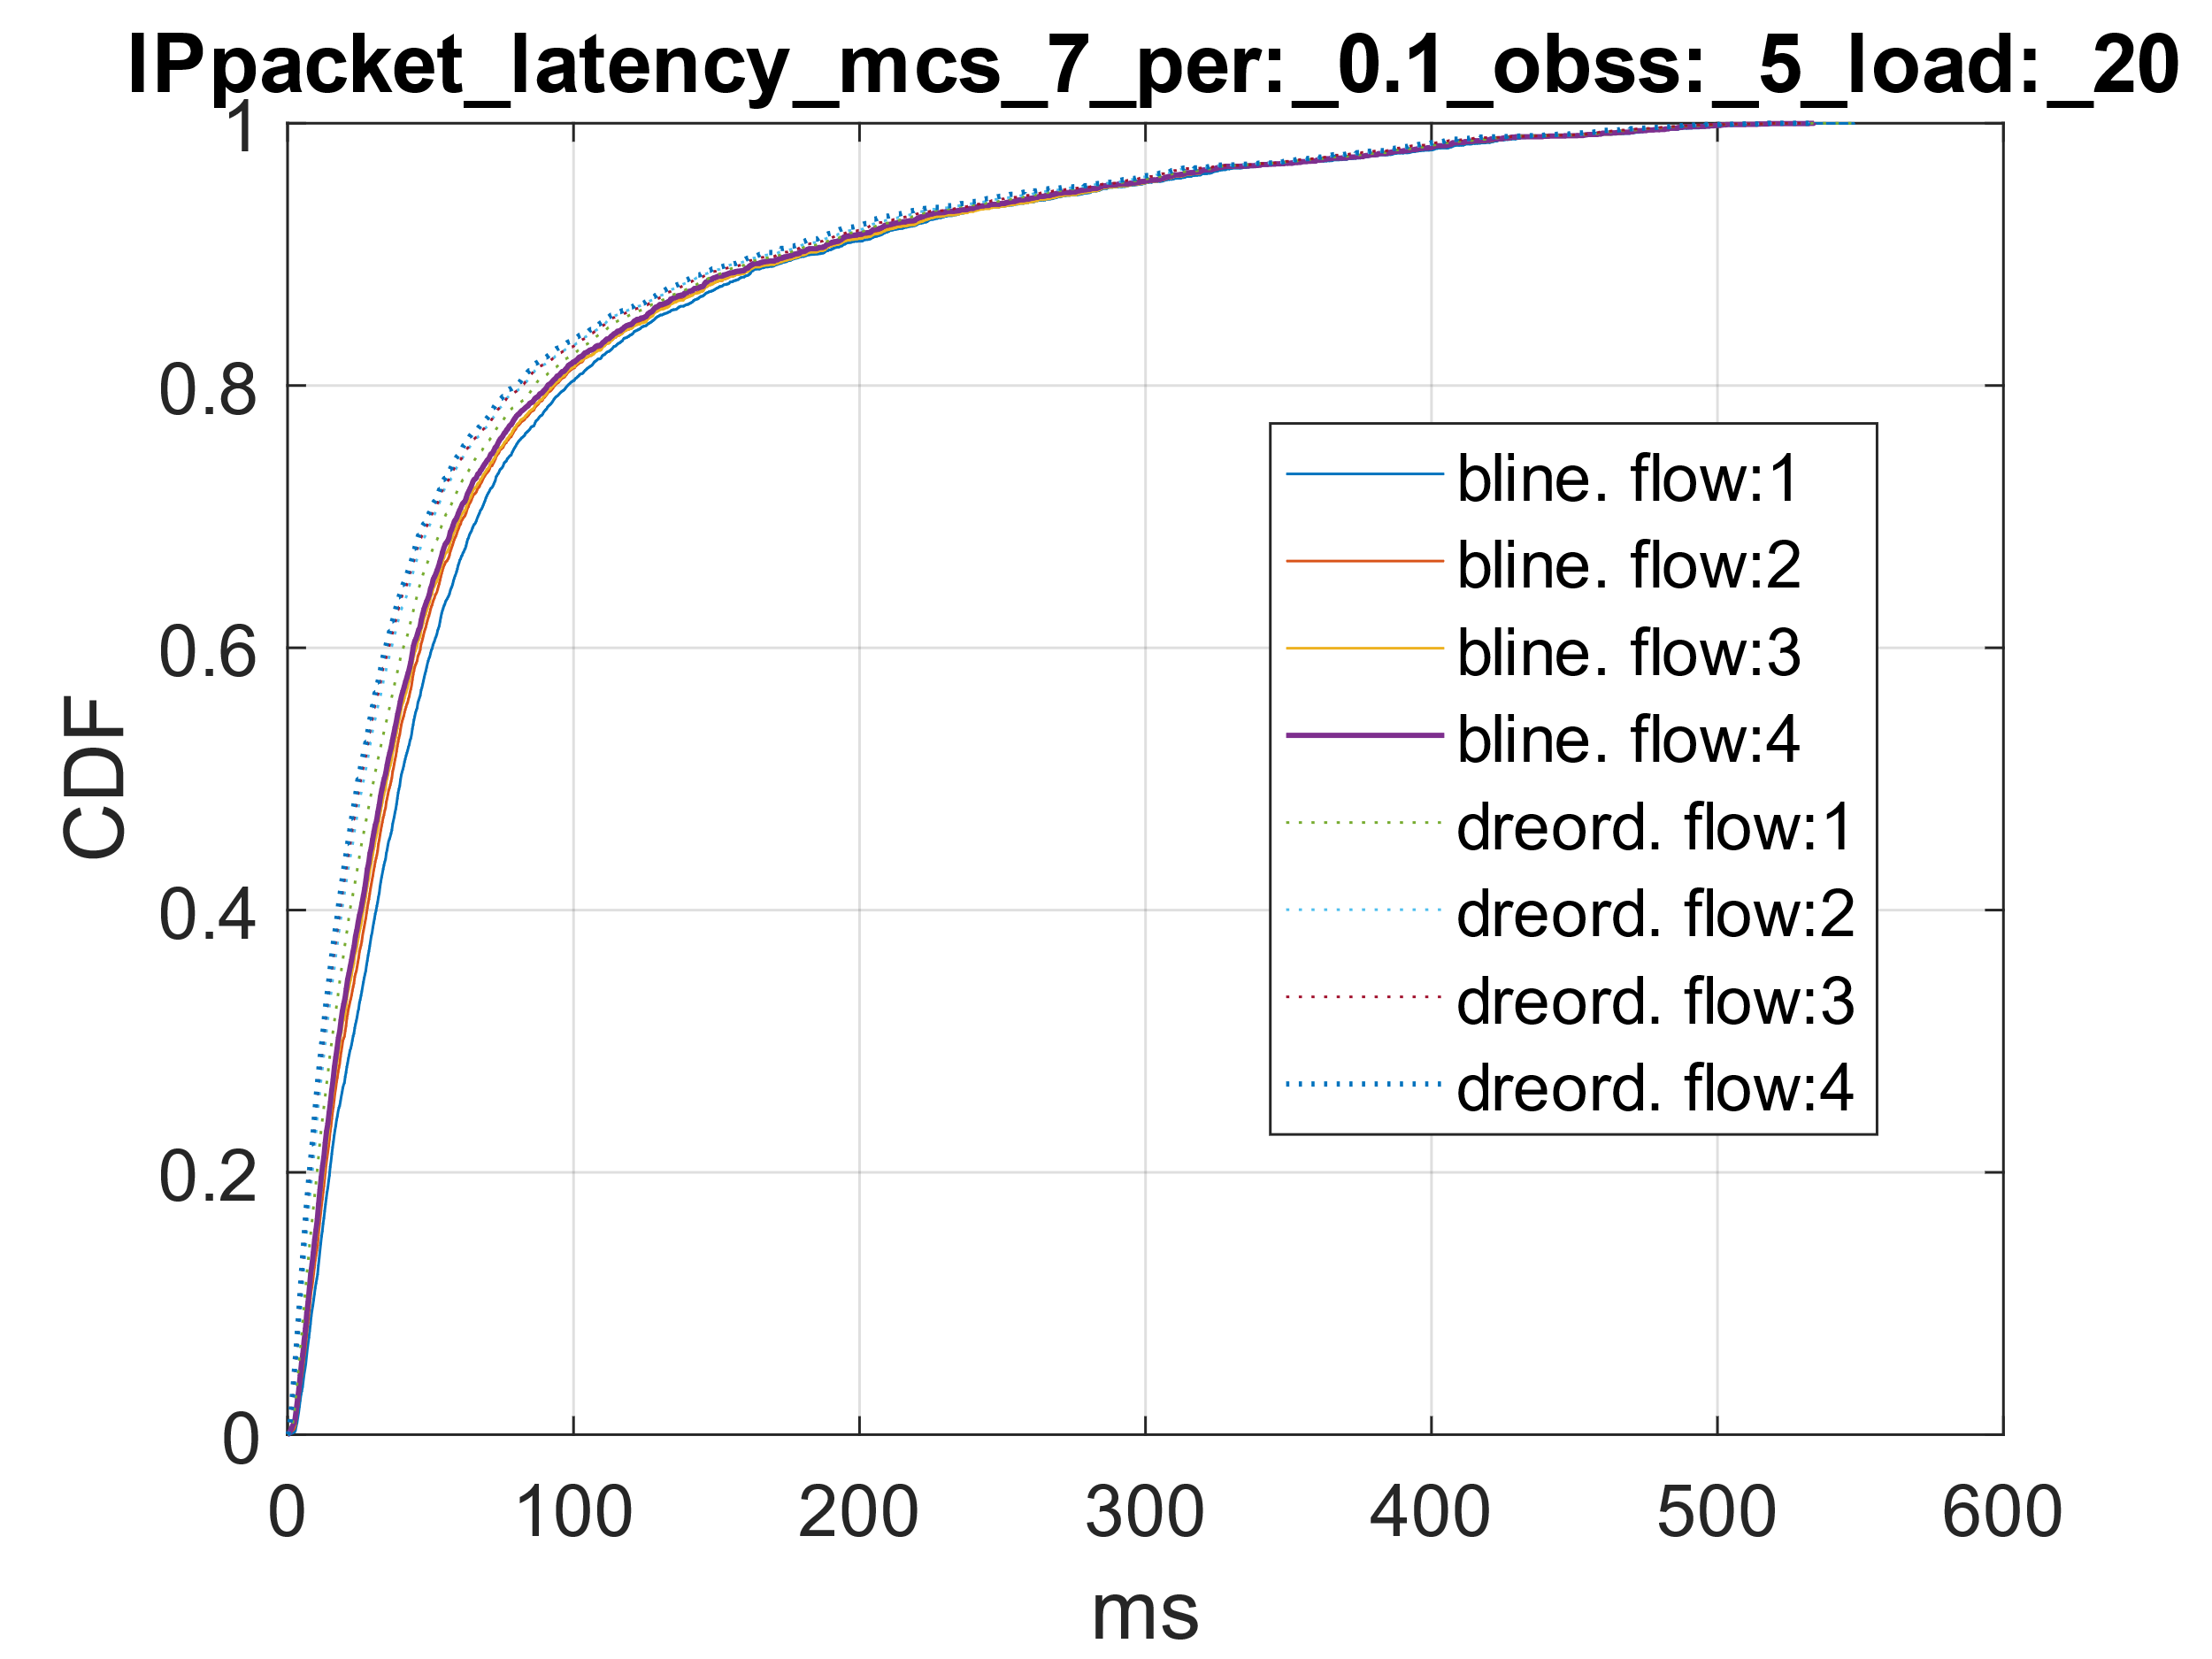 IPpacket_latency_mcs_7_per:_0.1_obss:_5_load:_20
1
0.8
0.6
0.4
0.2
0
CDF
bline. flow:1
bline. flow:2
bline. flow:3
bline. flow:4
dreord. flow:1
dreord. flow:2
dreord. flow:3
dreord. flow:4
0 100 200 300 400 500 600
ms